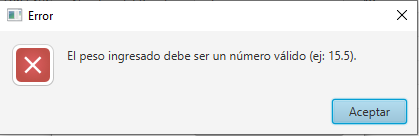 Error
El peso ingresado debe ser un número válido (ej: 15.5).
Aceptar